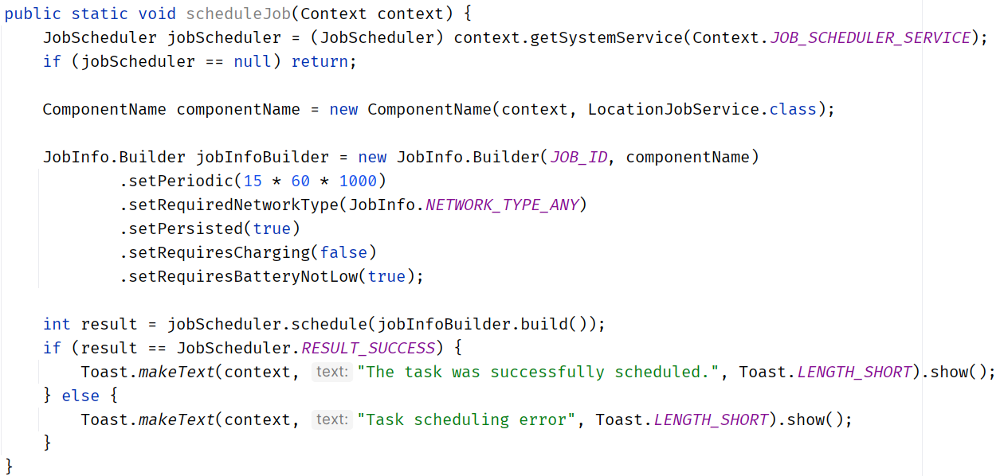 public static void scheduleJob(Context context) {
    JobScheduler jobScheduler = (JobScheduler) context.getSystemService(Context.JOB_SCHEDULER_SERVICE);
    if (jobScheduler == null) return;

    ComponentName componentName = new ComponentName(context, LocationJobService.class);

    JobInfo.Builder jobInfoBuilder = new JobInfo.Builder(JOB_ID, componentName)
            .setPeriodic(15 * 60 * 1000)
            .setRequiredNetworkType(JobInfo.NETWORK_TYPE_ANY)
            .setPersisted(true)
            .setRequiresCharging(false)
            .setRequiresBatteryNotLow(true);

    int result = jobScheduler.schedule(jobInfoBuilder.build());
    if (result == JobScheduler.RESULT_SUCCESS) {
        Toast.makeText(context, text: "The task was successfully scheduled.", Toast.LENGTH_SHORT).show();
    } else {
        Toast.makeText(context, text: "Task scheduling error", Toast.LENGTH_SHORT).show();
    }
}